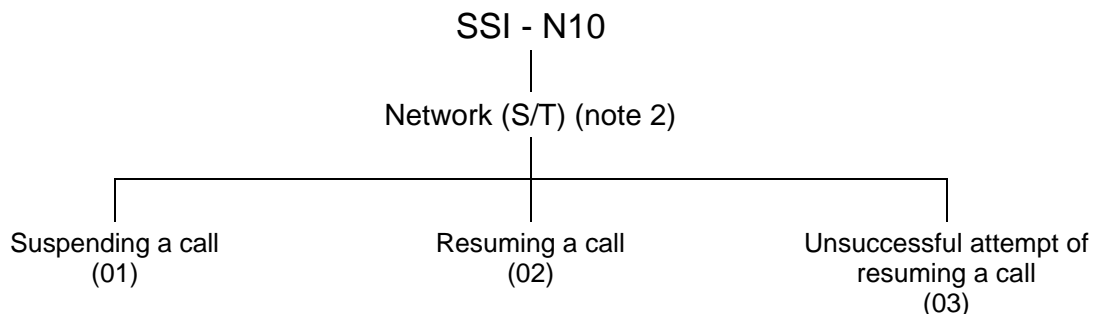 SSI - N10
Network (S/T) (note 2)
Suspending a call
(01)
Resuming a call
(02)
Unsuccessful attempt of
resuming a call
(03)